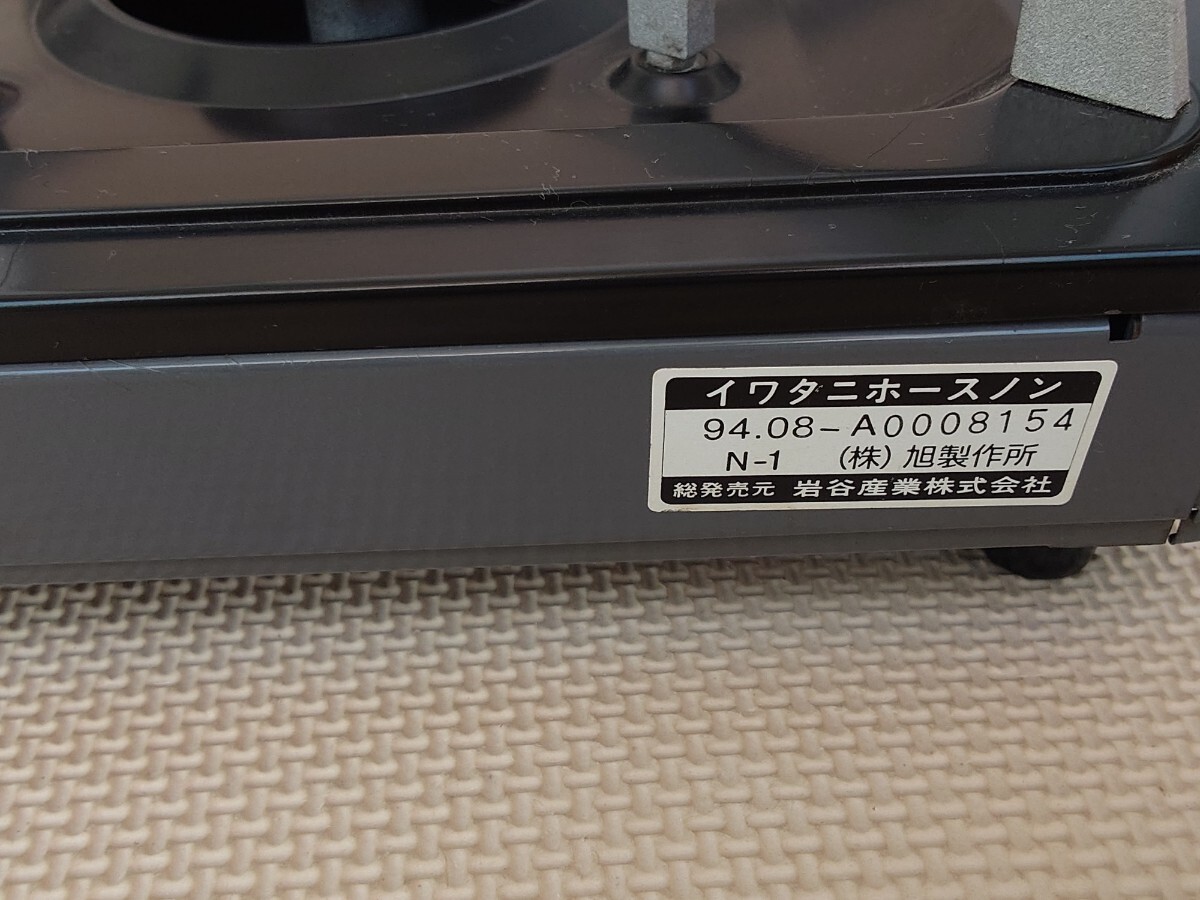 イワタニホースノン
94.08-A0008154
N-1 (株) 旭製作所
総発売元 岩谷産業株式会社